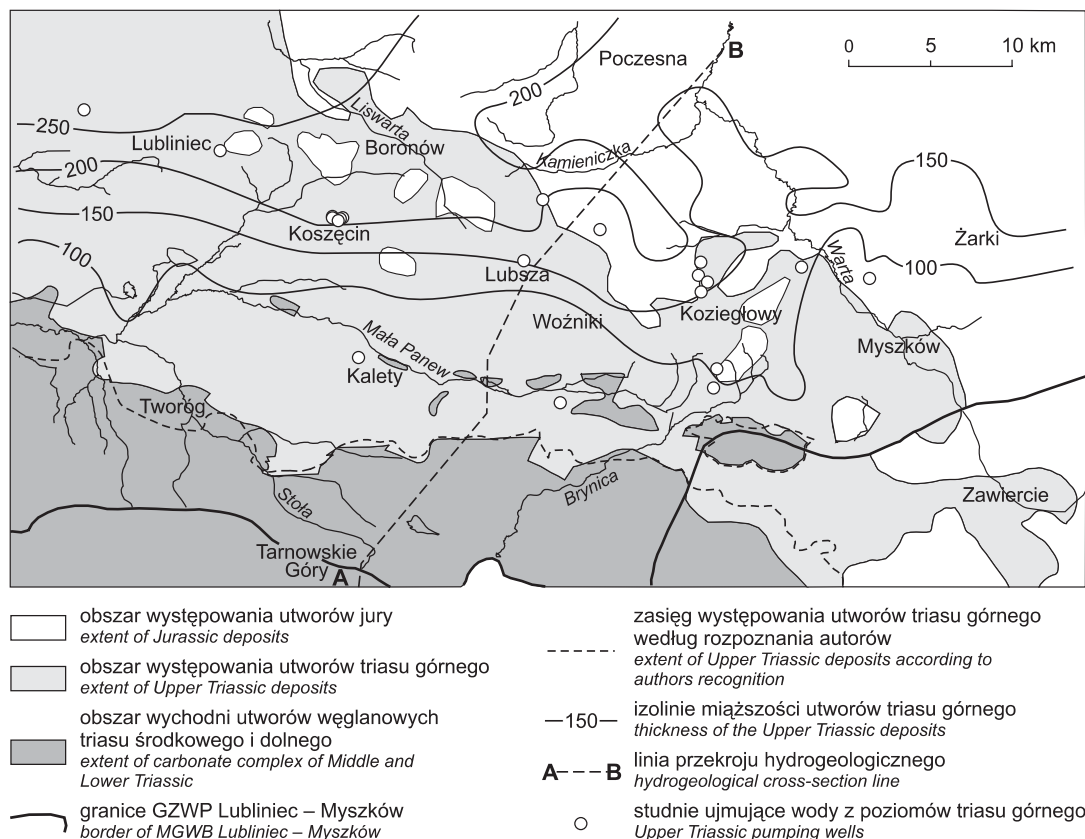 B
Poczesna
0 5 10 km
200
250
Liswarta
Lubliniec
Boronów
Kamieniczka
200
150
150
Koszęcin
Żarki
100
Lubsza
Warta
100
Woźniki
Koziegłowy
Mała Panew
Myszków
Kalety
Tworóg
Stoła
Brynica
Zawiercie
Tarnowskie
Góry
A
obszar występowania utworów jury
extent of Jurassic deposits
obszar występowania utworów triasu górnego
extent of Upper Triassic deposits
obszar wychodni utworów węglanowych
triasu środkowego i dolnego
extent of carbonate complex of Middle and
Lower Triassic
granice GZWP Lubliniec – Myszków
border of MGWB Lubliniec – Myszków
zasięg występowania utworów triasu górnego
według rozpoznania autorów
extent of Upper Triassic deposits according to
authors recognition
150
izolinie miąższości utworów triasu górnego
thickness of the Upper Triassic deposits
A B
linia przekroju hydrogeologicznego
hydrogeological cross-section line
studnie ujmujące wody z poziomów triasu górnego
Upper Triassic pumping wells